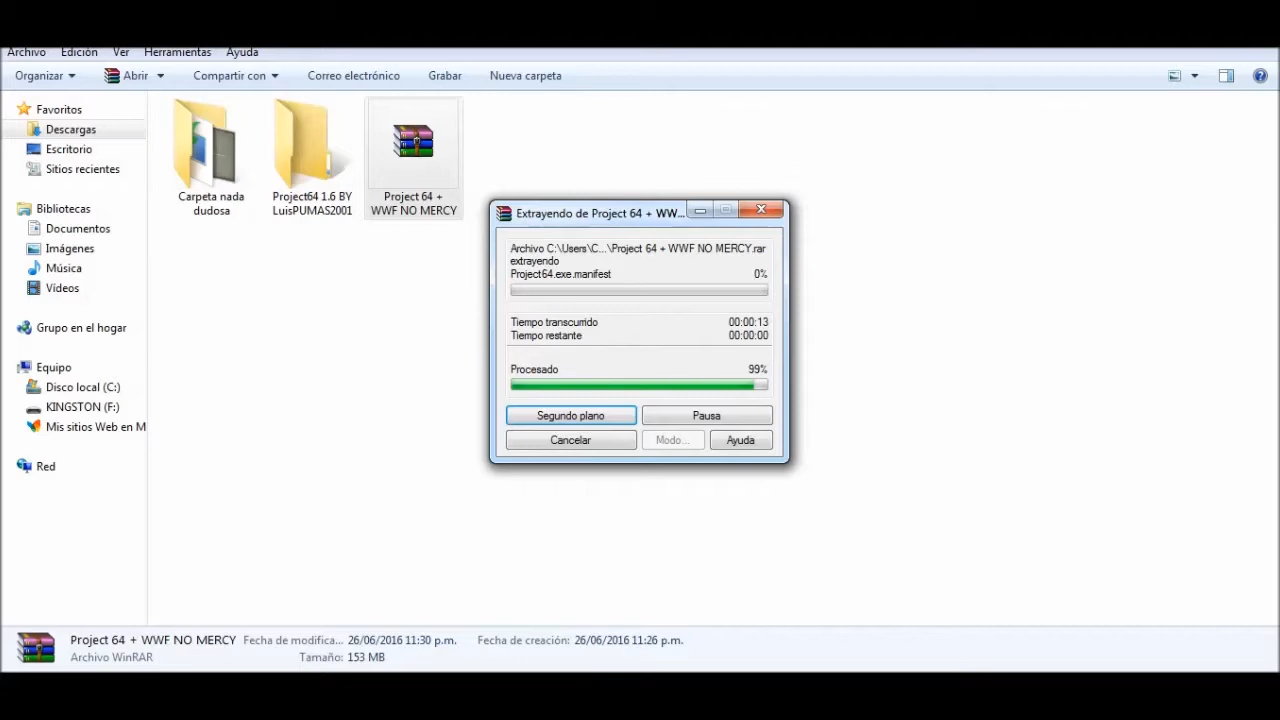 Archivo Edición Ver Herramientas Ayuda
Organizar Abrir Compartir con Correo electrónico Grabar Nueva carpeta
Favoritos
Descargas
Escritorio
Sitios recientes
Bibliotecas
Documentos
Imágenes
Música
Vídeos
Grupo en el hogar
Equipo
Disco local (C:)
KINGSTON (F:)
Mis sitios Web en M
Red
Carpeta nada
dudosa
Project64 1.6 BY
LuisPUMAS2001
Project 64 +
WWF NO MERCY
Extrayendo de Project 64 + WW...
Archivo C:\Users\C...\Project 64 + WWF NO MERCY.rar
extrayendo
Project64.exe.manifest 0%
Tiempo transcurrido 00:00:13
Tiempo restante 00:00:00
Procesado 99%
Segundo plano Pausa
Cancelar Modo... Ayuda
Project 64 + WWF NO MERCY Fecha de modifica... 26/06/2016 11:30 p.m. Fecha de creación: 26/06/2016 11:26 p.m.
Archivo WinRAR Tamaño: 153 MB